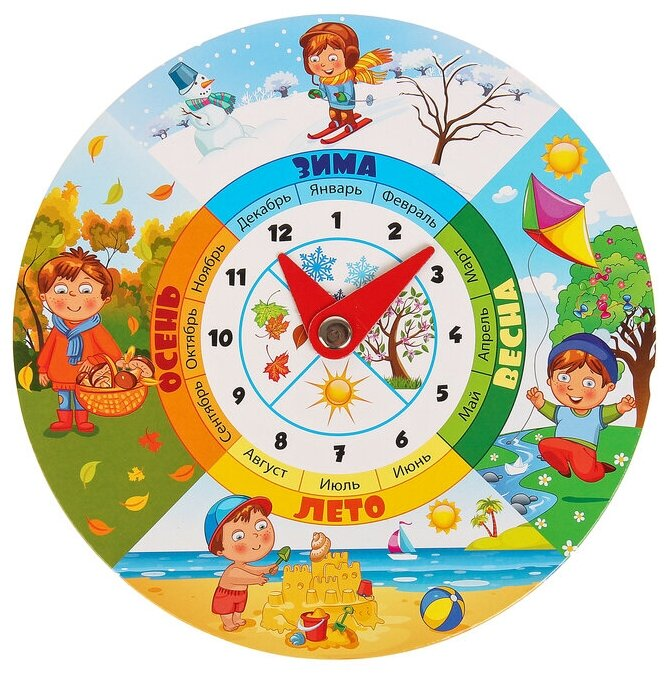 ЗИМА
Декабрь
Январь
Февраль
ВЕСНА
Март
Апрель
Май
ЛЕТО
Июнь
Июль
Август
ОСЕНЬ
Сентябрь
Октябрь
Ноябрь
12
1
2
3
4
5
6
7
8
9
10
11